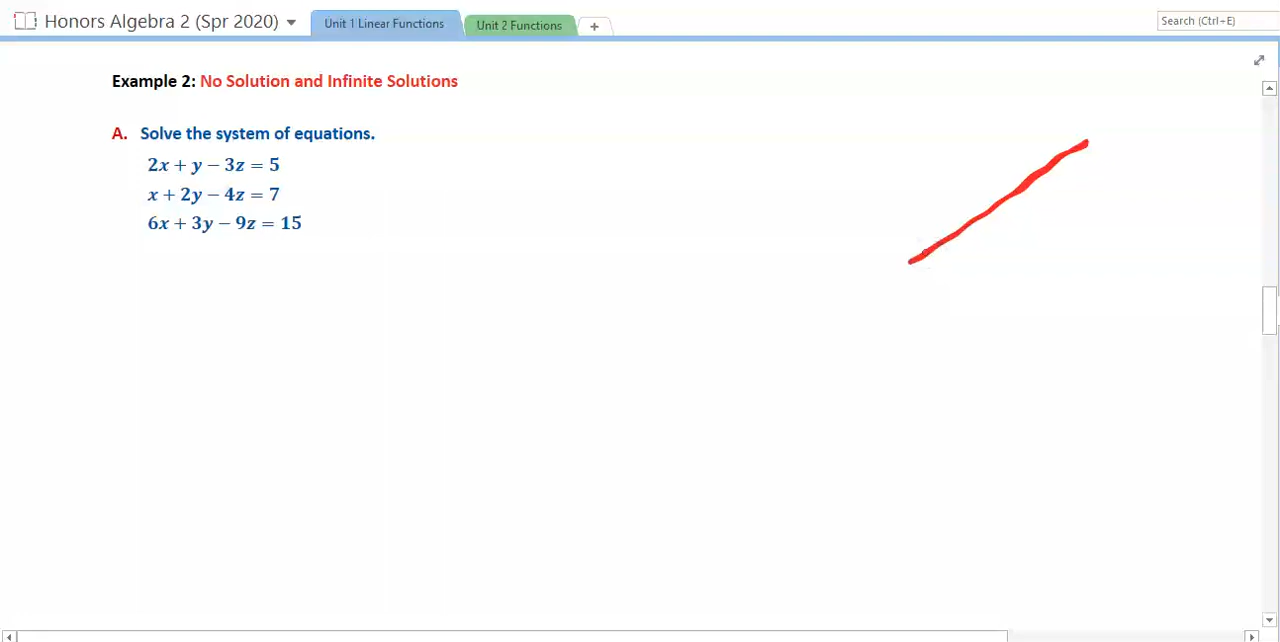 Honors Algebra 2 (Spr 2020)
Unit 1 Linear Functions
Unit 2 Functions
+
Search (Ctrl+E)
Example 2: No Solution and Infinite Solutions
A. Solve the system of equations.
2x + y − 3z = 5
x + 2y − 4z = 7
6x + 3y − 9z = 15